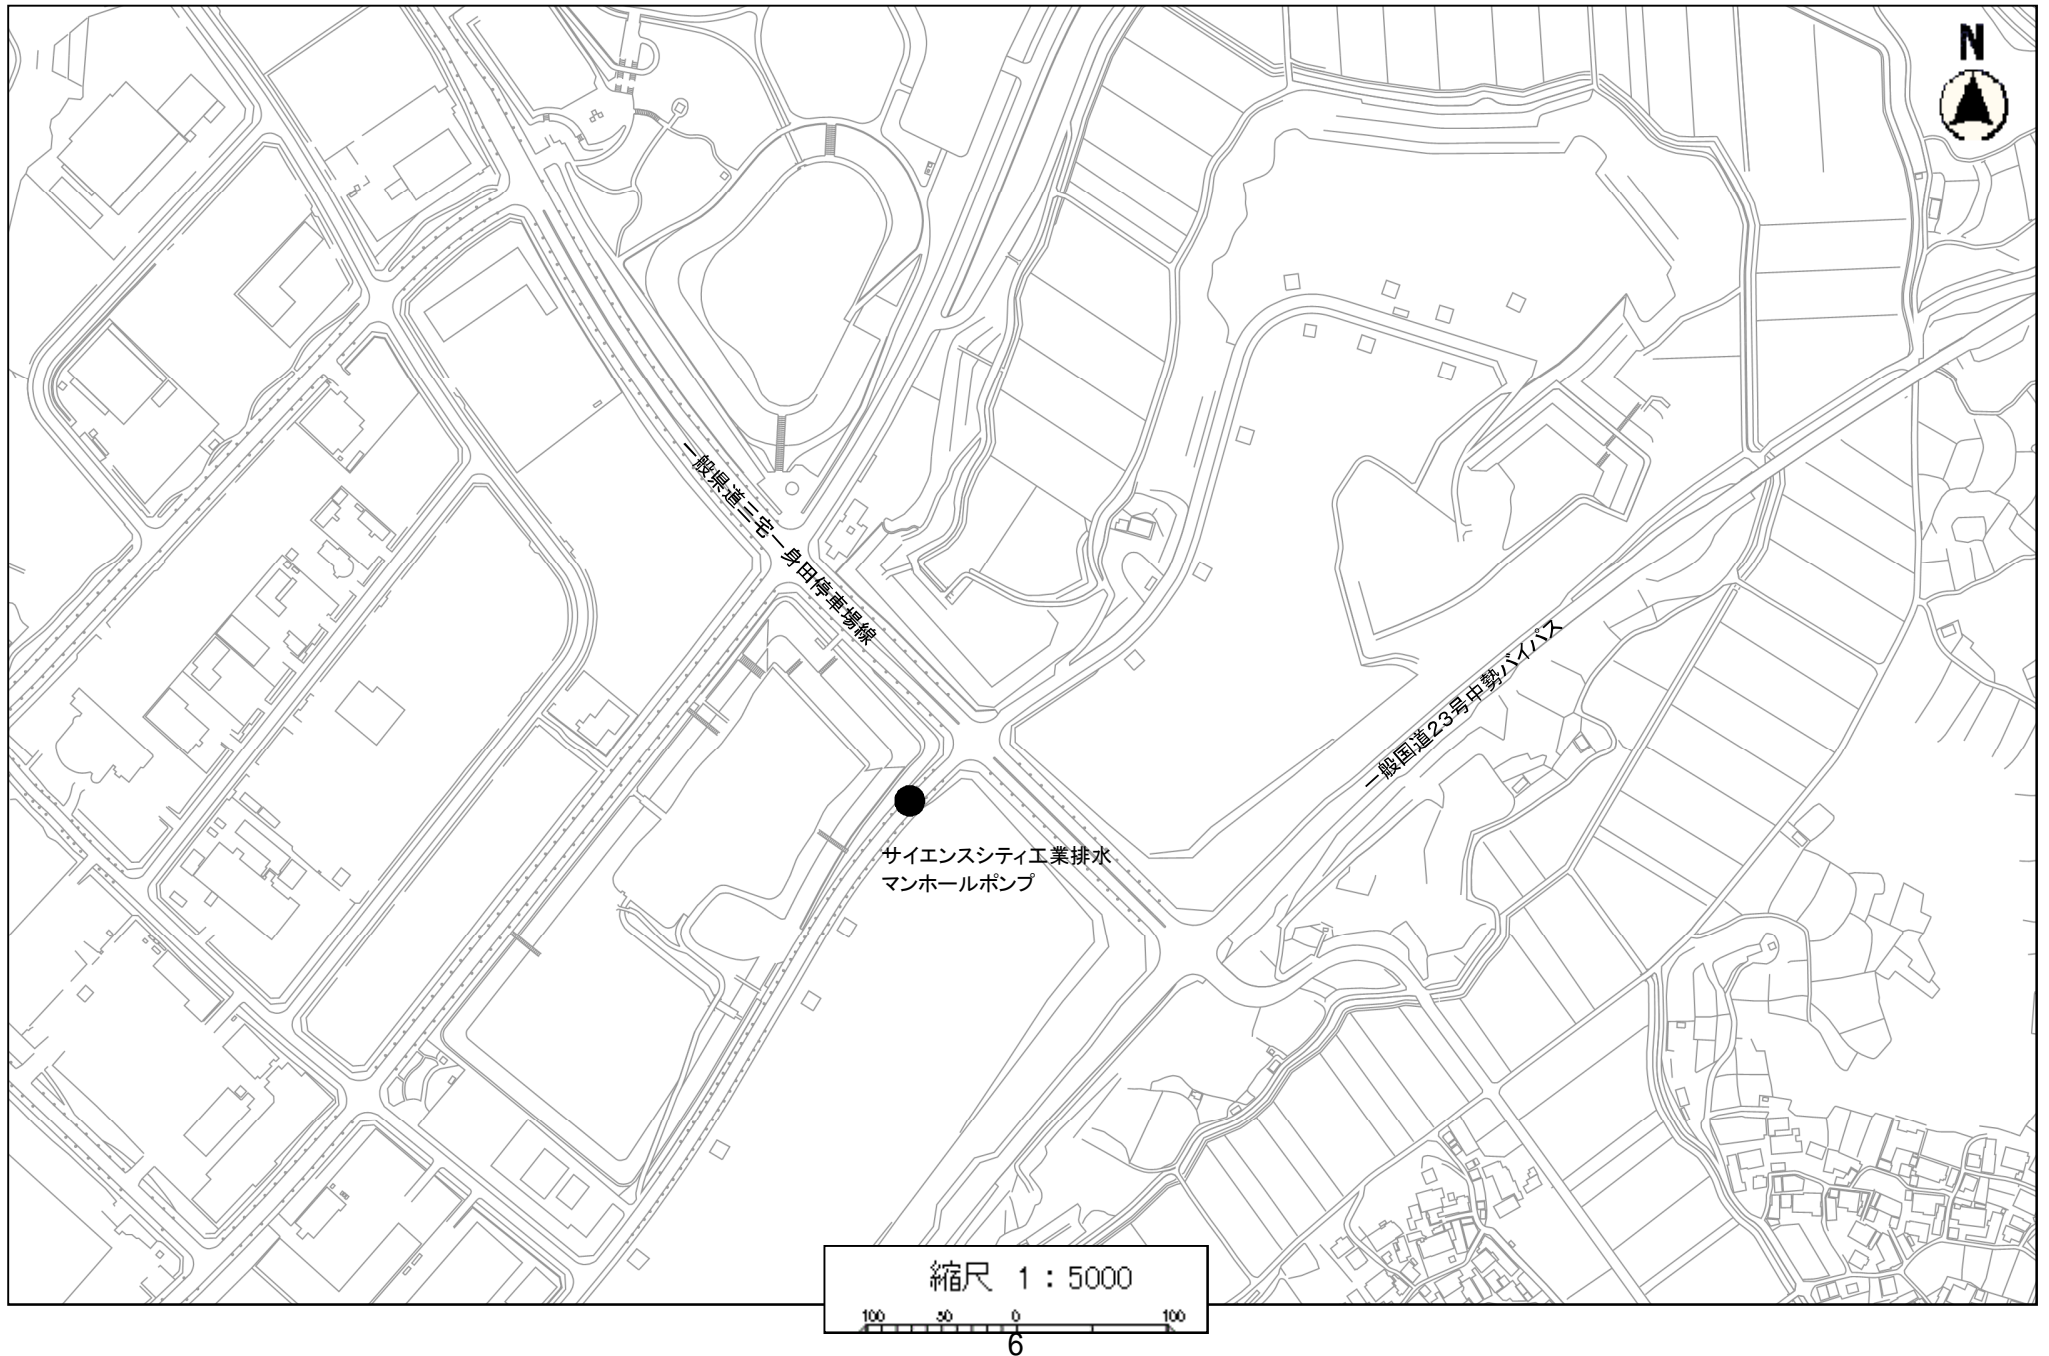 N
一般県道三宅一身田停車場線
一般国道23号中勢バイパス
サイエンスシティ工業排水
マンホールポンプ
縮尺 1：5000
100 50 0 100
6